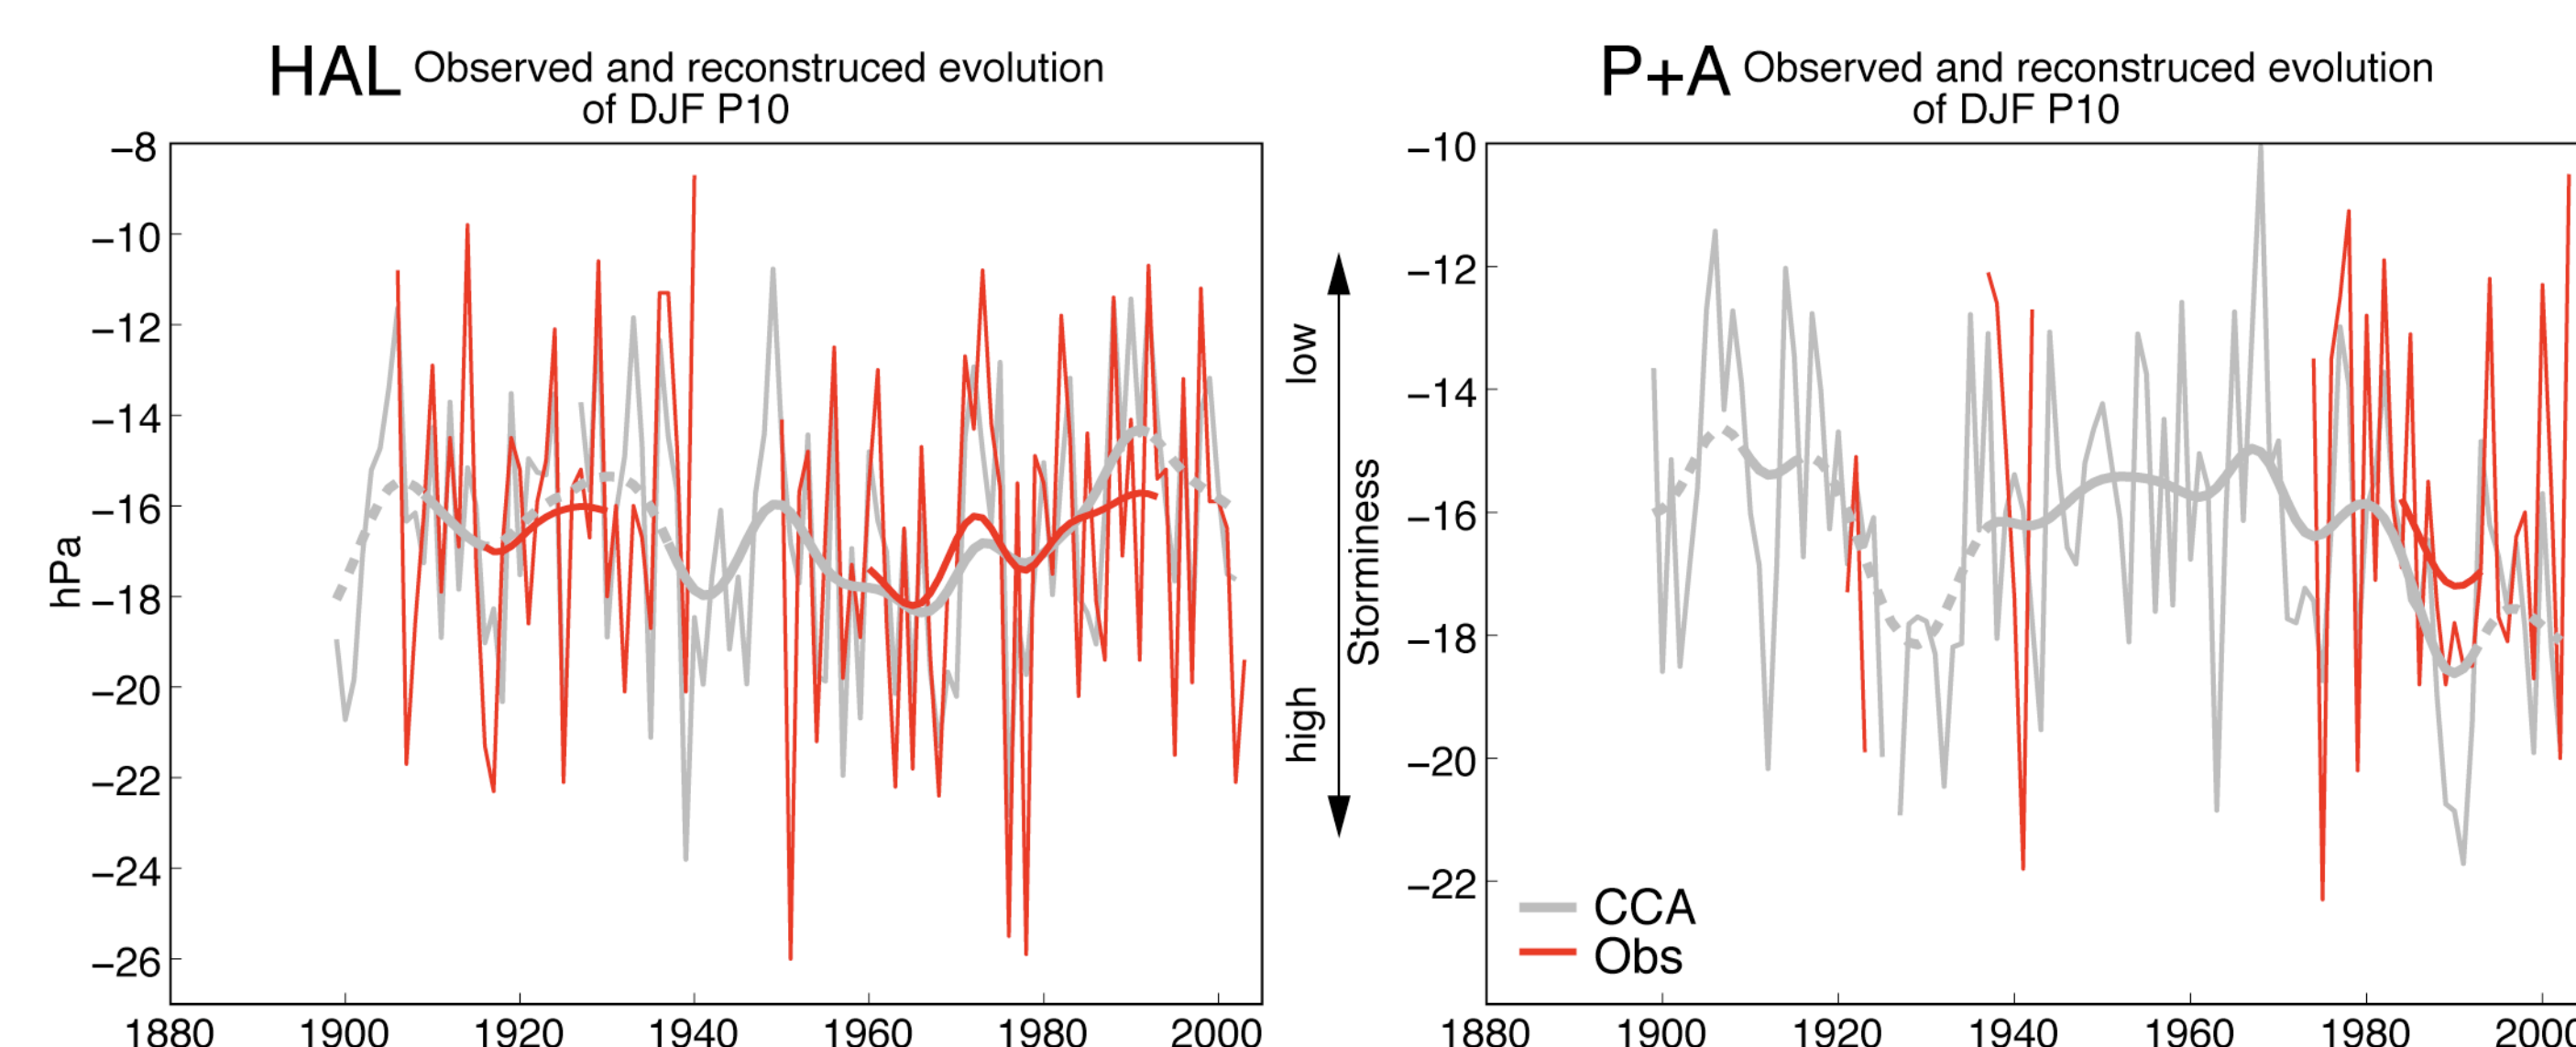 HAL Observed and reconstruced evolution
of DJF P10
−8
−10
−12
−14
−16
−18
−20
−22
−24
−26
hPa
1880 1900 1920 1940 1960 1980 2000
low
high
Storminess
P+A Observed and reconstruced evolution
of DJF P10
−10
−12
−14
−16
−18
−20
−22
CCA
Obs
1880 1900 1920 1940 1960 1980 2000